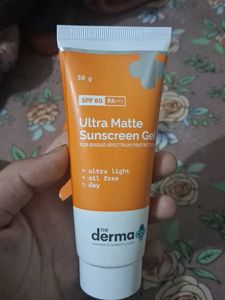 50 g
SPF 60 PA+++
Ultra Matte
Sunscreen Gel
FOR BROAD SPECTRUM PROTECTION
+ ultra light
+ oil free
day
THE
derma